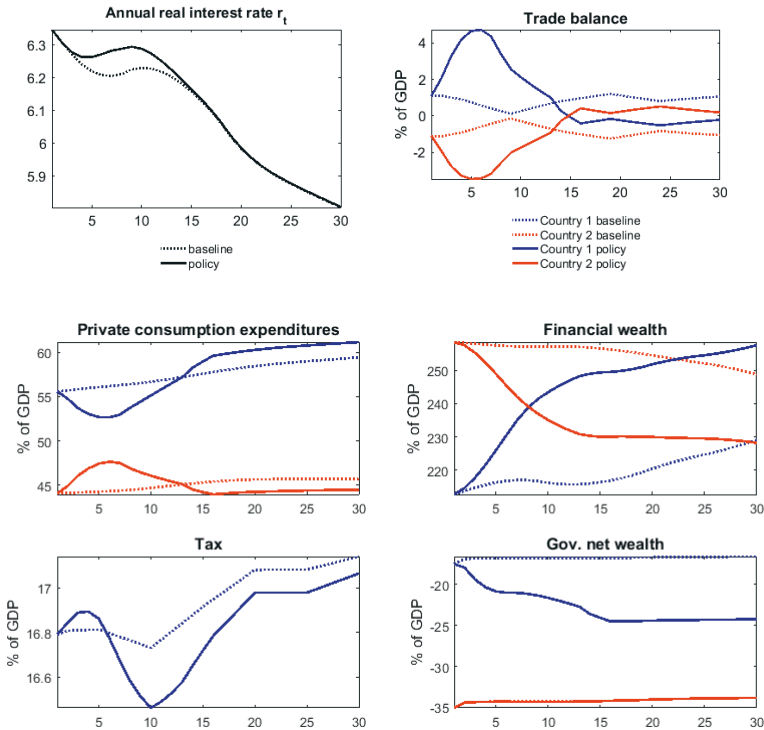 Annual real interest rate r_t
6.3
6.2
6.1
6
5.9
5 10 15 20 25 30
baseline
policy
Trade balance
% of GDP
4
2
0
-2
5 10 15 20 25 30
Country 1 baseline
Country 2 baseline
Country 1 policy
Country 2 policy
Private consumption expenditures
% of GDP
60
55
50
45
5 10 15 20 25 30
Financial wealth
% of GDP
250
240
230
220
5 10 15 20 25 30
Tax
% of GDP
17
16.8
16.6
5 10 15 20 25 30
Gov. net wealth
% of GDP
-20
-25
-30
-35
5 10 15 20 25 30